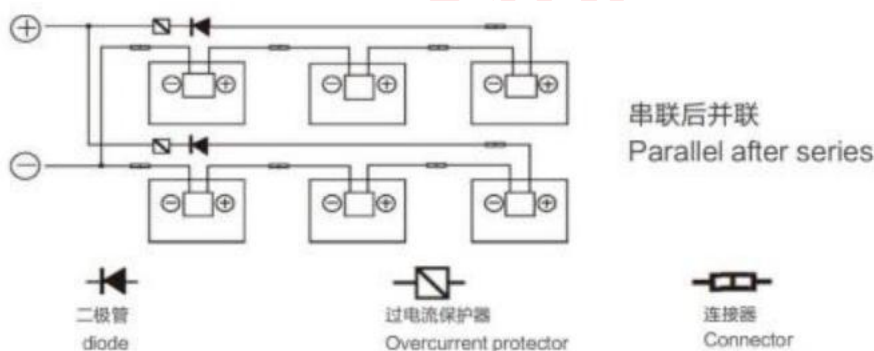 串联后并联
Parallel after series
二极管
diode
过电流保护器
Overcurrent protector
连接器
Connector